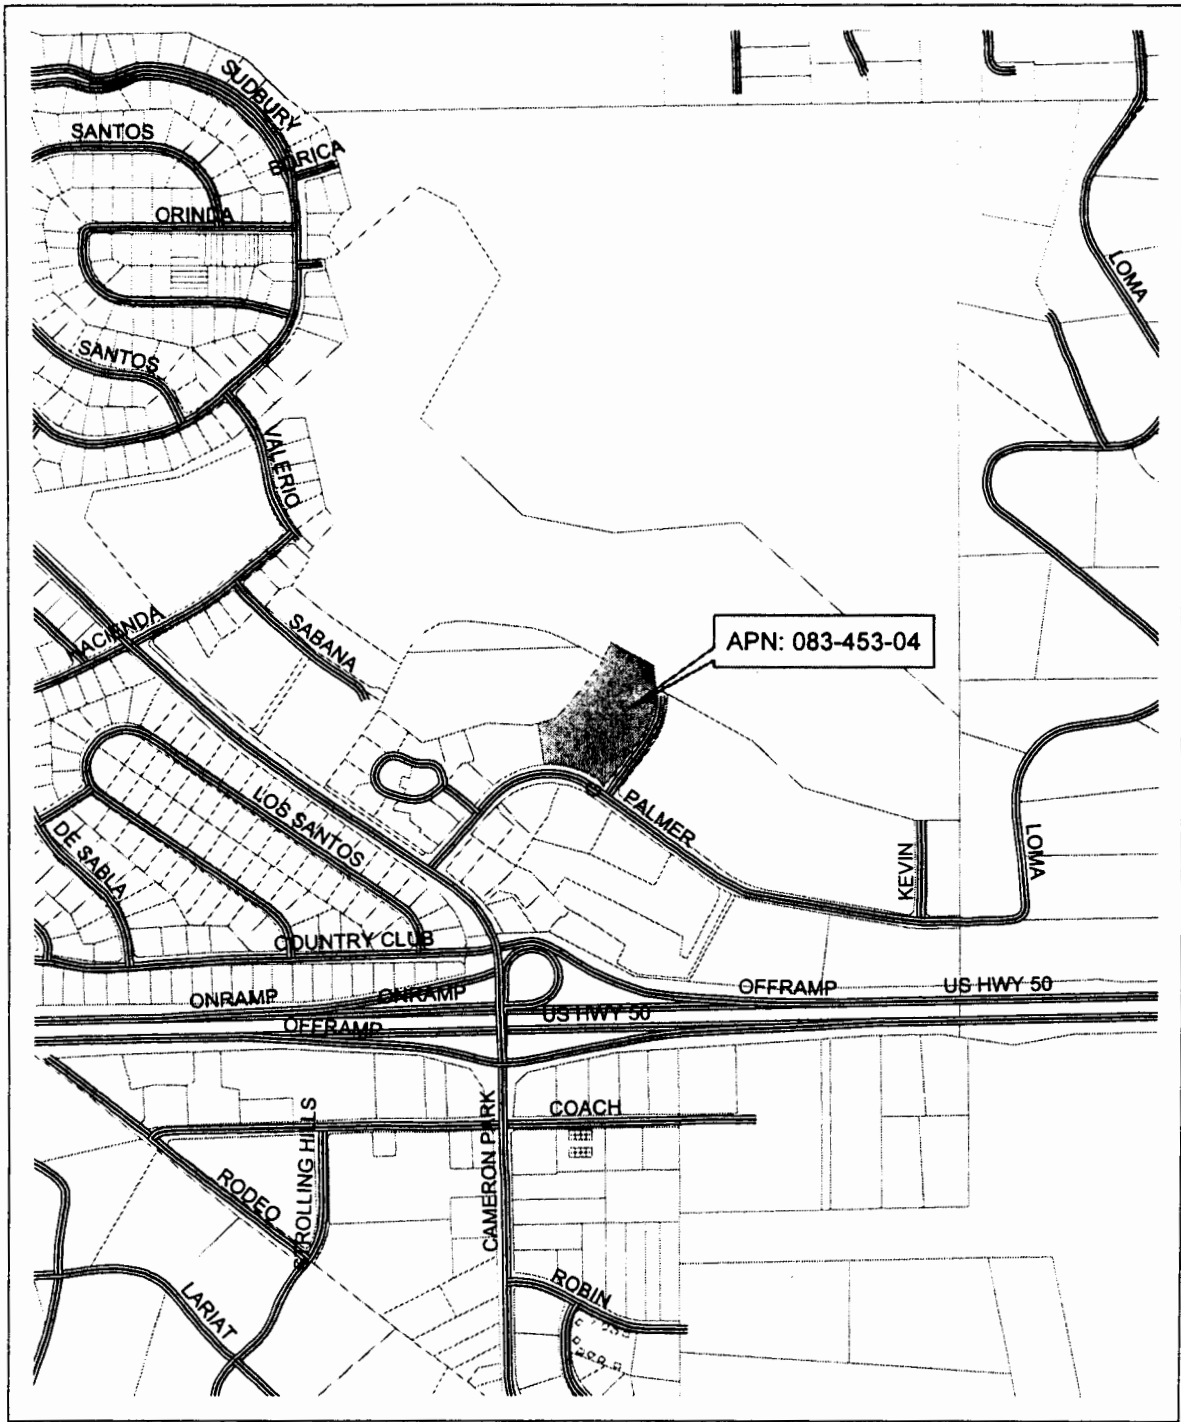 SUDBURY
SANTOS
BORICA
ORINDA
LOMA
SANTOS
VALERIO
HACIENDA
SABANA
APN: 083-453-04
LOS SANTOS
PALMER
DE SABLA
KEVIN
LOMA
COUNTRY CLUB
ONRAMP
ONRAMP
OFFRAMP
US HWY 50
OFFRAMP
US HWY 50
COACH
STROLLING HILLS
CAMERON PARK
RODEO
ROBIN
LARIAT